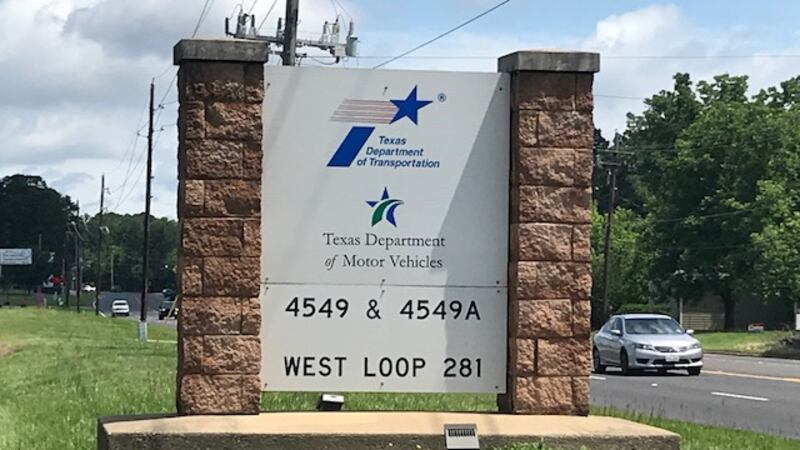 ®
Texas
Department
of Transportation
Texas Department
of Motor Vehicles
4549 & 4549A
WEST LOOP 281